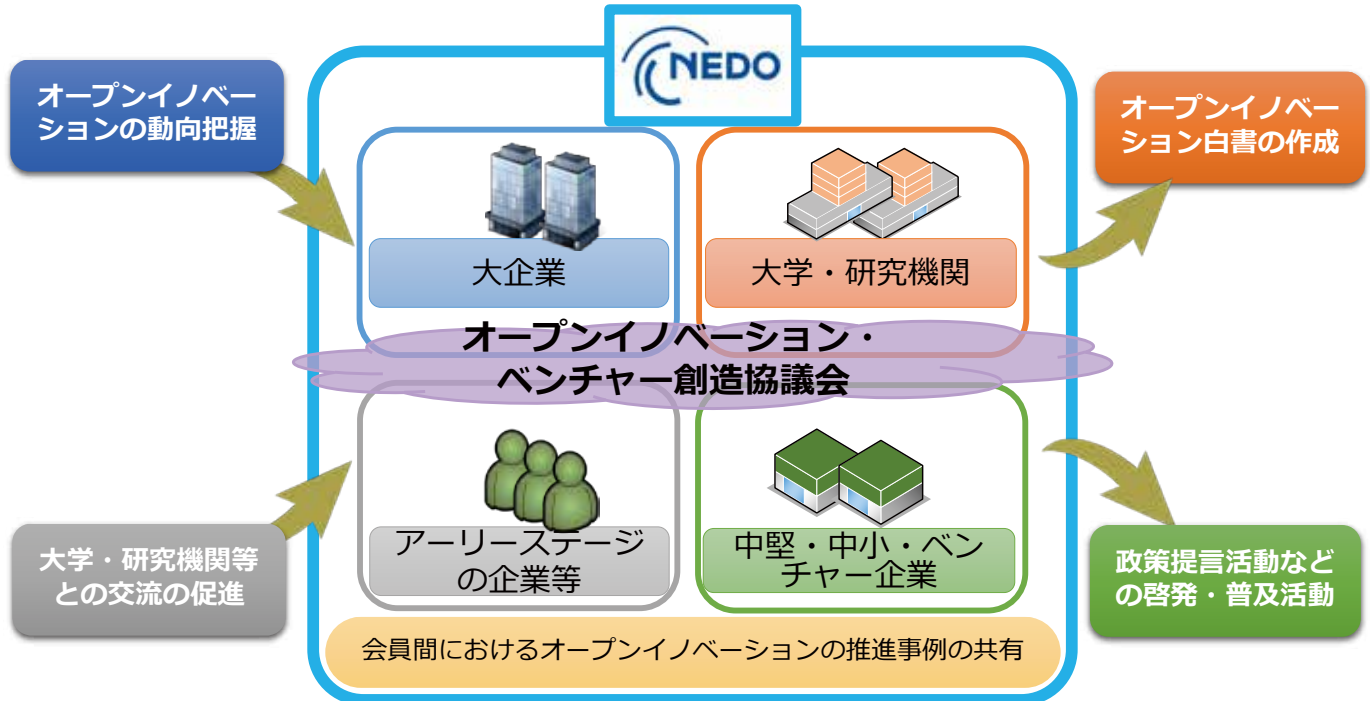 NEDO
オープンイノベー
ションの動向把握
オープンイノベー
ション白書の作成
大企業
大学・研究機関
オープンイノベーション・
ベンチャー創造協議会
アーリーステージ
の企業等
中堅・中小・ベン
チャー企業
大学・研究機関等
との交流の促進
政策提言活動など
の啓発・普及活動
会員間におけるオープンイノベーションの推進事例の共有